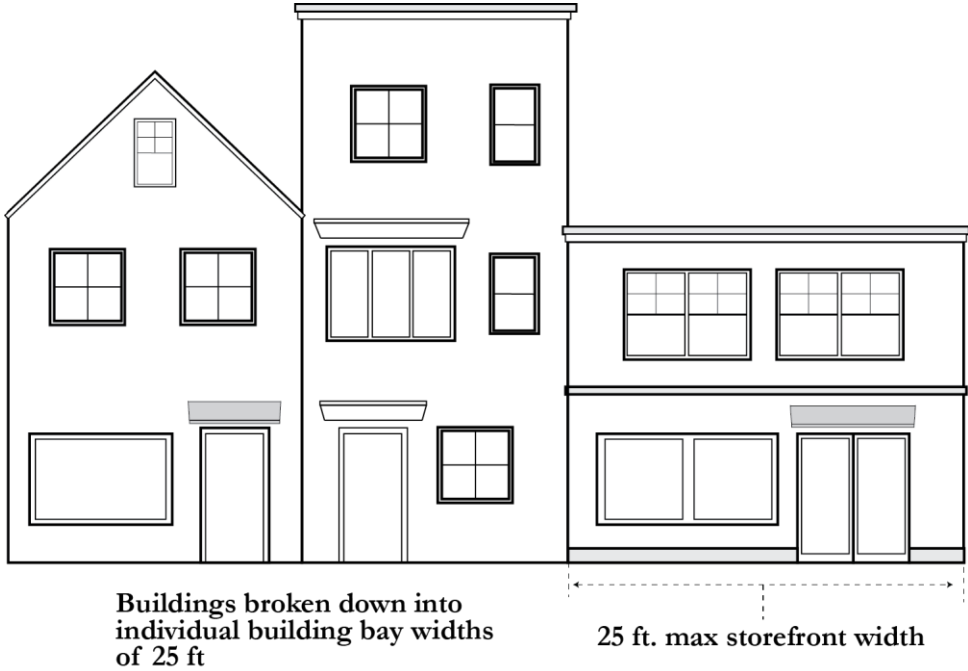 Buildings broken down into
individual building bay widths
of 25 ft
25 ft. max storefront width